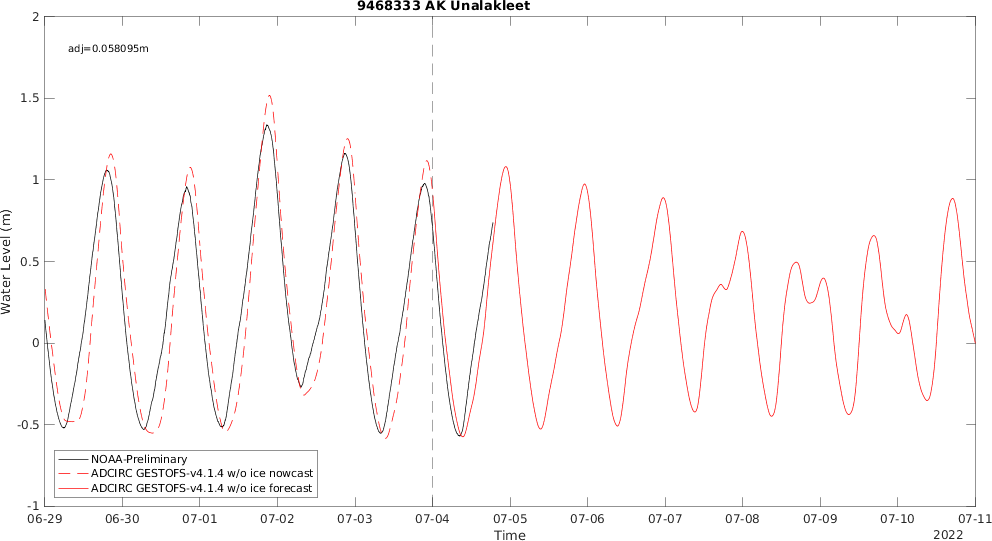 9468333 AK Unalakleet
adj=0.058095m
2
1.5
1
0.5
0
-0.5
-1
Water Level (m)
NOAA-Preliminary
ADCIRC GESTOFS-v4.1.4 w/o ice nowcast
ADCIRC GESTOFS-v4.1.4 w/o ice forecast
06-29 06-30 07-01 07-02 07-03 07-04 07-05 07-06 07-07 07-08 07-09 07-10 07-11
Time
2022